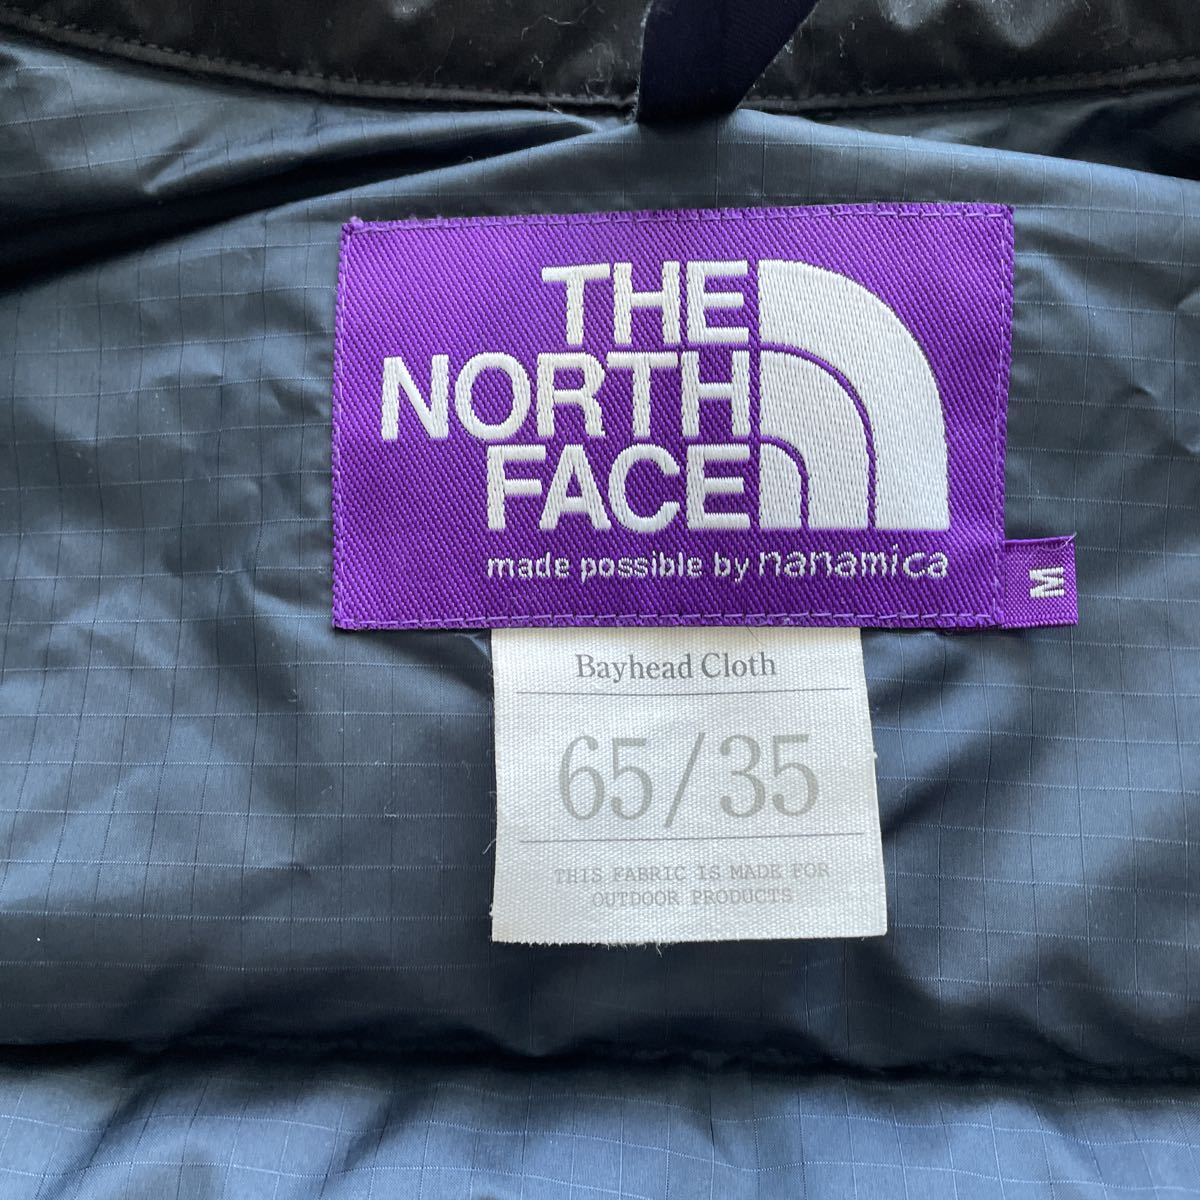 THE
NORTH
FACE
made possible by nanamica
M
Bayhead Cloth
65/35
THIS FABRIC IS MADE FOR
OUTDOOR PRODUCTS